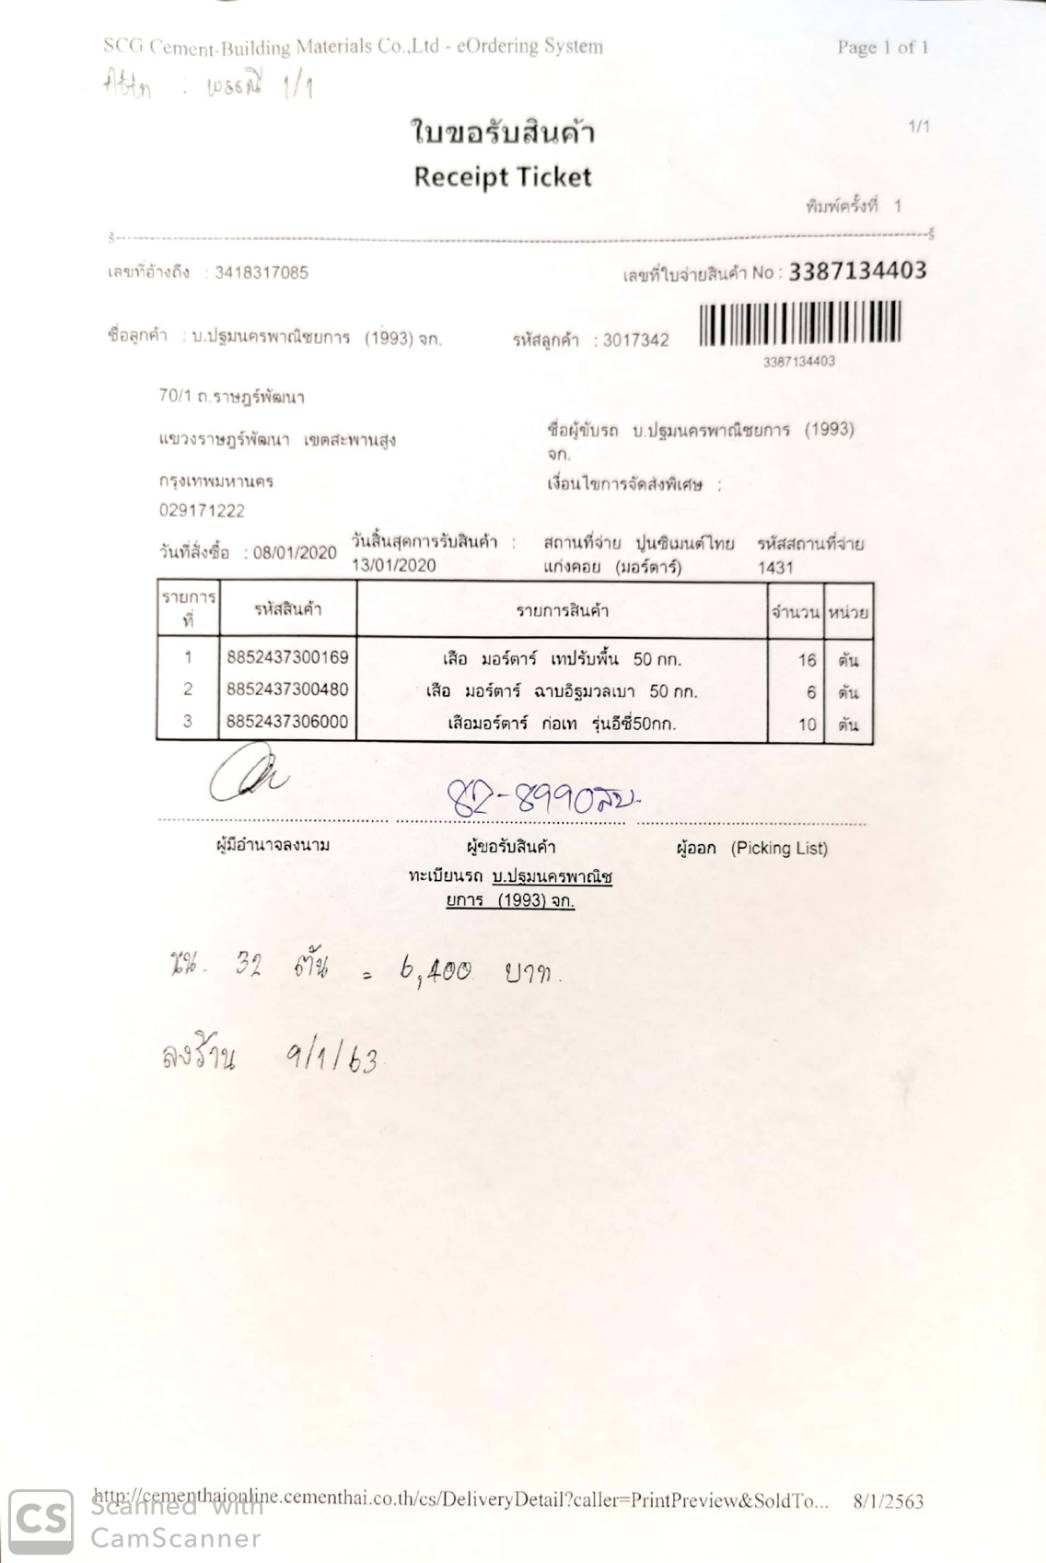 SCG Cement-Building Materials Co.,Ltd - eOrdering System Page 1 of 1
Attn : พรรณี 1/1
ใบขอรับสินค้า 1/1
Receipt Ticket
พิมพ์ครั้งที่ 1
เลขที่อ้างถึง : 3418317085 เลขที่ใบจ่ายสินค้า No : 3387134403
ชื่อลูกค้า : บ.ปฐมนครพาณิชยการ (1993) จก. รหัสลูกค้า : 3017342
3387134403
70/1 ถ.ราษฎร์พัฒนา
แขวงราษฎร์พัฒนา เขตสะพานสูง
กรุงเทพมหานคร
029171222
ชื่อผู้ขับรถ บ.ปฐมนครพาณิชยการ (1993)
จก.
เงื่อนไขการจัดส่งพิเศษ :
วันที่สั่งซื้อ : 08/01/2020
วันสิ้นสุดการรับสินค้า :
13/01/2020
สถานที่จ่าย ปูนซิเมนต์ไทย
แก่งคอย (มอร์ตาร์)
รหัสสถานที่จ่าย
1431
รายการที่ รหัสสินค้า รายการสินค้า จำนวน หน่วย
1 8852437300169 เสือ มอร์ตาร์ เทปรับพื้น 50 กก. 16 ตัน
2 8852437300480 เสือ มอร์ตาร์ ฉาบอิฐมวลเบา 50 กก. 6 ตัน
3 8852437306000 เสือมอร์ตาร์ ก่อเท รุ่นอีซี่50กก. 10 ตัน
82-8990สบ.
ผู้มีอำนาจลงนาม ผู้ขอรับสินค้า ผู้ออก (Picking List)
ทะเบียนรถ บ.ปฐมนครพาณิช
ยการ (1993) จก.
นน. 32 ตัน = 6,400 บาท.
ลงร้าน 9/1/63
http://cementhaionline.cementhai.co.th/cs/DeliveryDetail?caller=PrintPreview&SoldTo... 8/1/2563
CS Scanned with
CamScanner